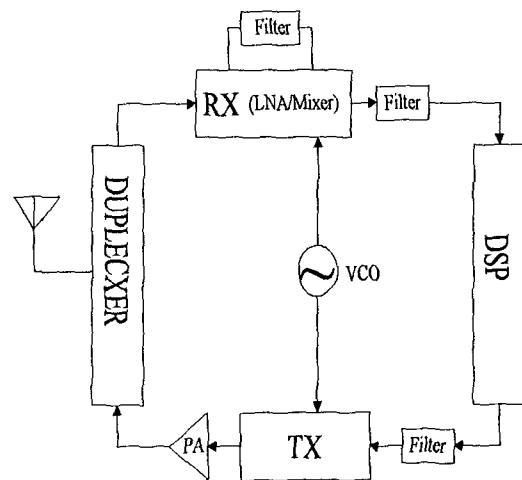 Filter
RX (LNA/Mixer)
Filter
DUPLECXER
VCO
DSP
PA
TX
Filter